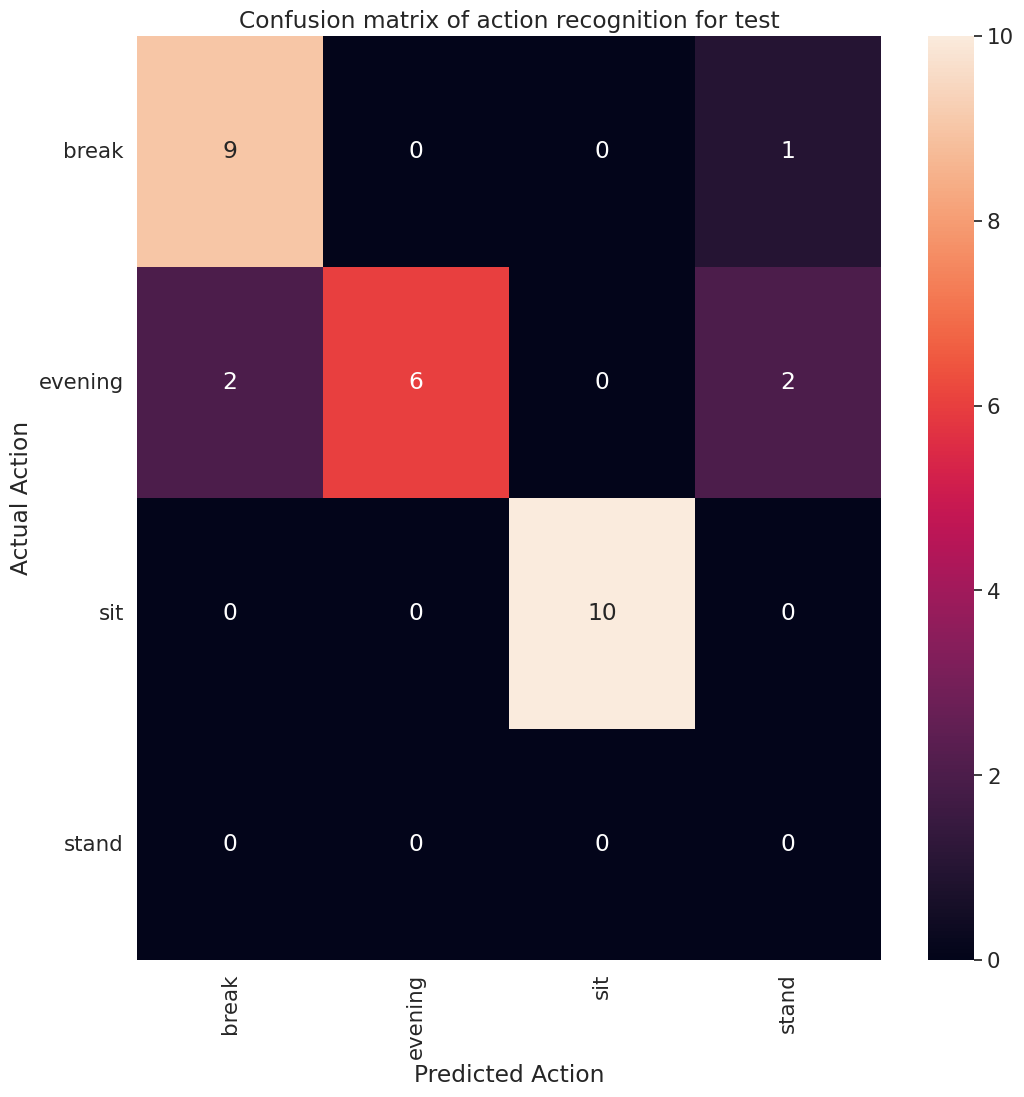 Confusion matrix of action recognition for test
Actual Action
break
9 0 0 1
evening
2 6 0 2
sit
0 0 10 0
stand
0 0 0 0
break evening sit stand
Predicted Action
10
8
6
4
2
0